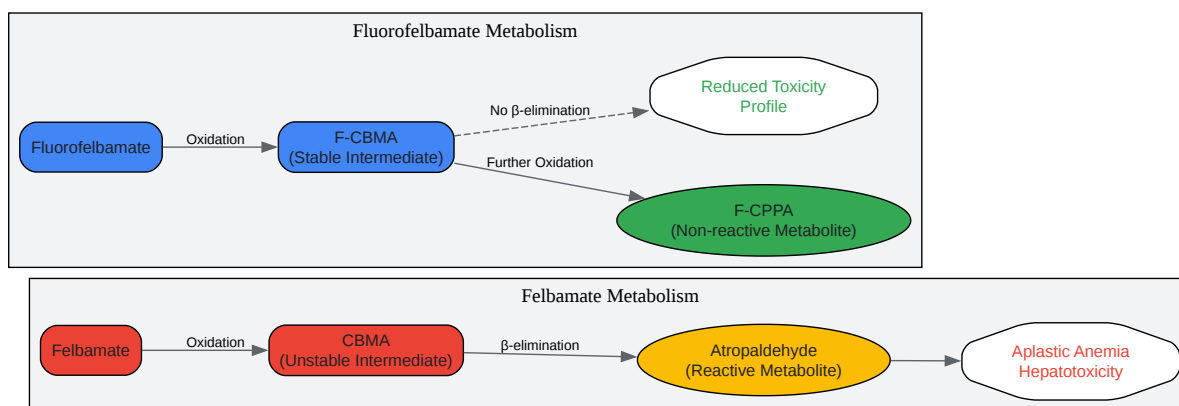 Fluorofelbamate Metabolism
Fluorofelbamate
Oxidation
F-CBMA
(Stable Intermediate)
No β-elimination
Reduced Toxicity
Profile
Further Oxidation
F-CPPA
(Non-reactive Metabolite)
Felbamate Metabolism
Felbamate
Oxidation
CBMA
(Unstable Intermediate)
β-elimination
Atropaldehyde
(Reactive Metabolite)
Aplastic Anemia
Hepatotoxicity